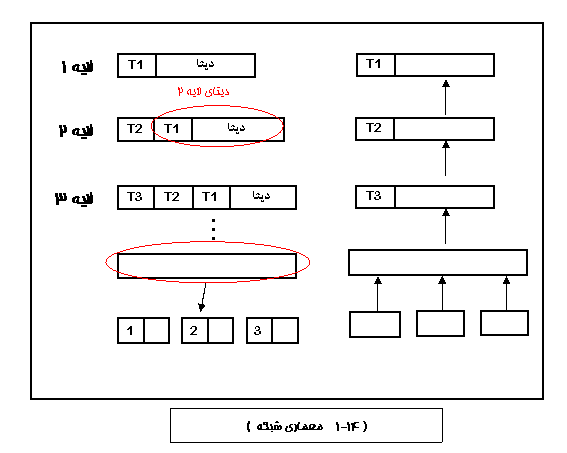 لایه ۱ T1 دیتا T1
دیتای لایه ۲
لایه ۲ T2 T1 دیتا T2
لایه ۳ T3 T2 T1 دیتا T3
1 2 3
( ۱-۱۴ معماری شبکه )